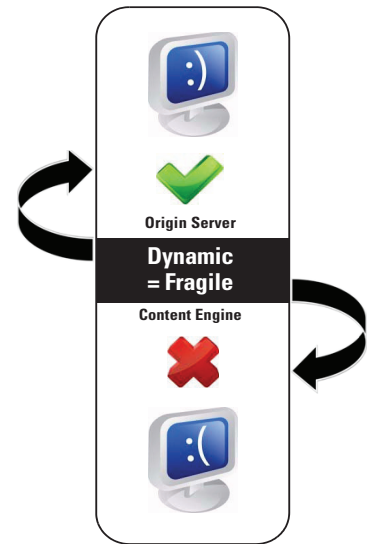 :)
Origin Server
Dynamic
= Fragile
Content Engine
:(